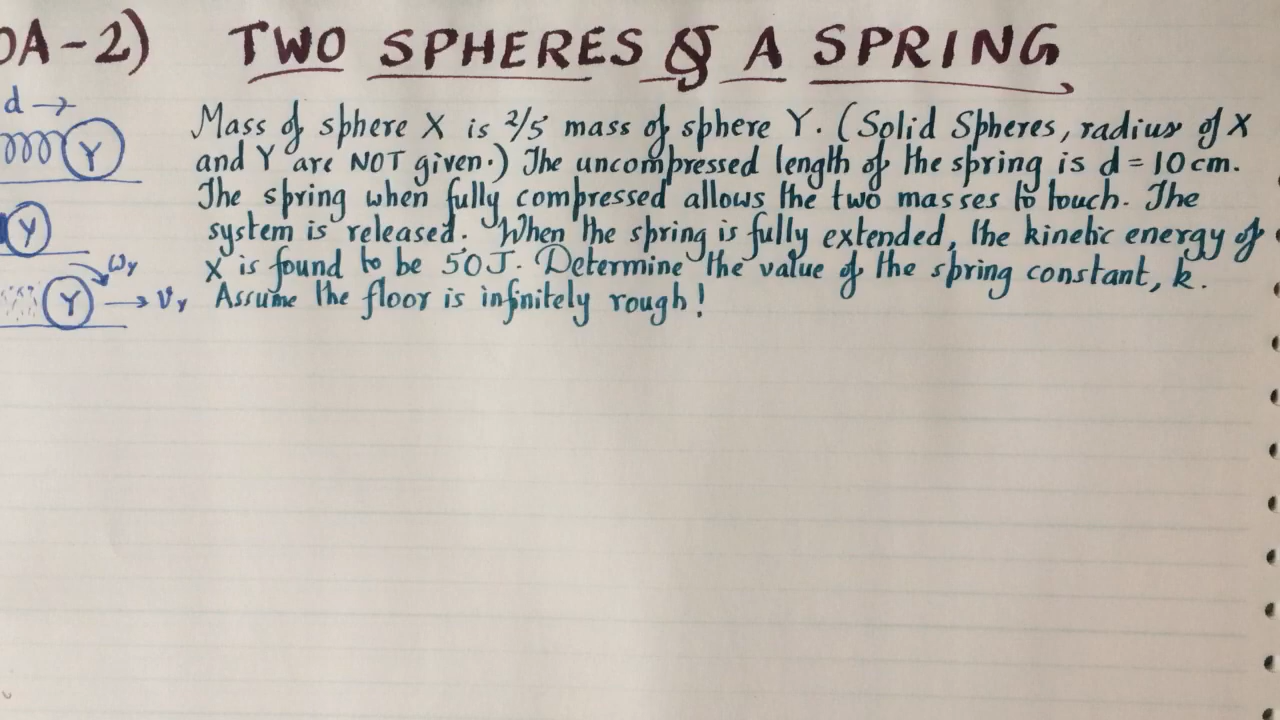 OA-2) TWO SPHERES & A SPRING
d →
Mass of sphere X is 2/5 mass of sphere Y. (Solid Spheres, radius of X
Y
and Y are NOT given.) The uncompressed length of the spring is d = 10 cm.
The spring when fully compressed allows the two masses to touch. The
Y
system is released. When the spring is fully extended, the kinetic energy of
ωY
X is found to be 50J. Determine the value of the spring constant, k.
Y → vY
Assume the floor is infinitely rough!